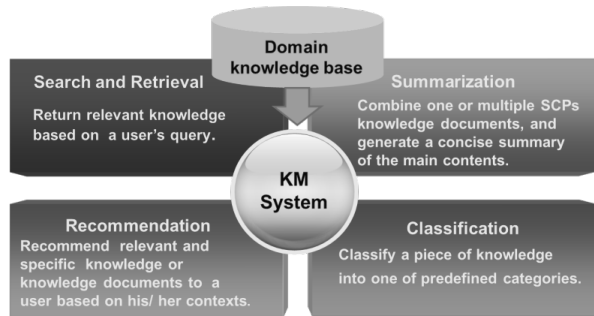 Domain
knowledge base
Search and Retrieval
Return relevant knowledge
based on a user's query.
Summarization
Combine one or multiple SCPs
knowledge documents, and
generate a concise summary
of the main contents.
KM
System
Recommendation
Recommend relevant and
specific knowledge or
knowledge documents to a
user based on his/ her contexts.
Classification
Classify a piece of knowledge
into one of predefined categories.